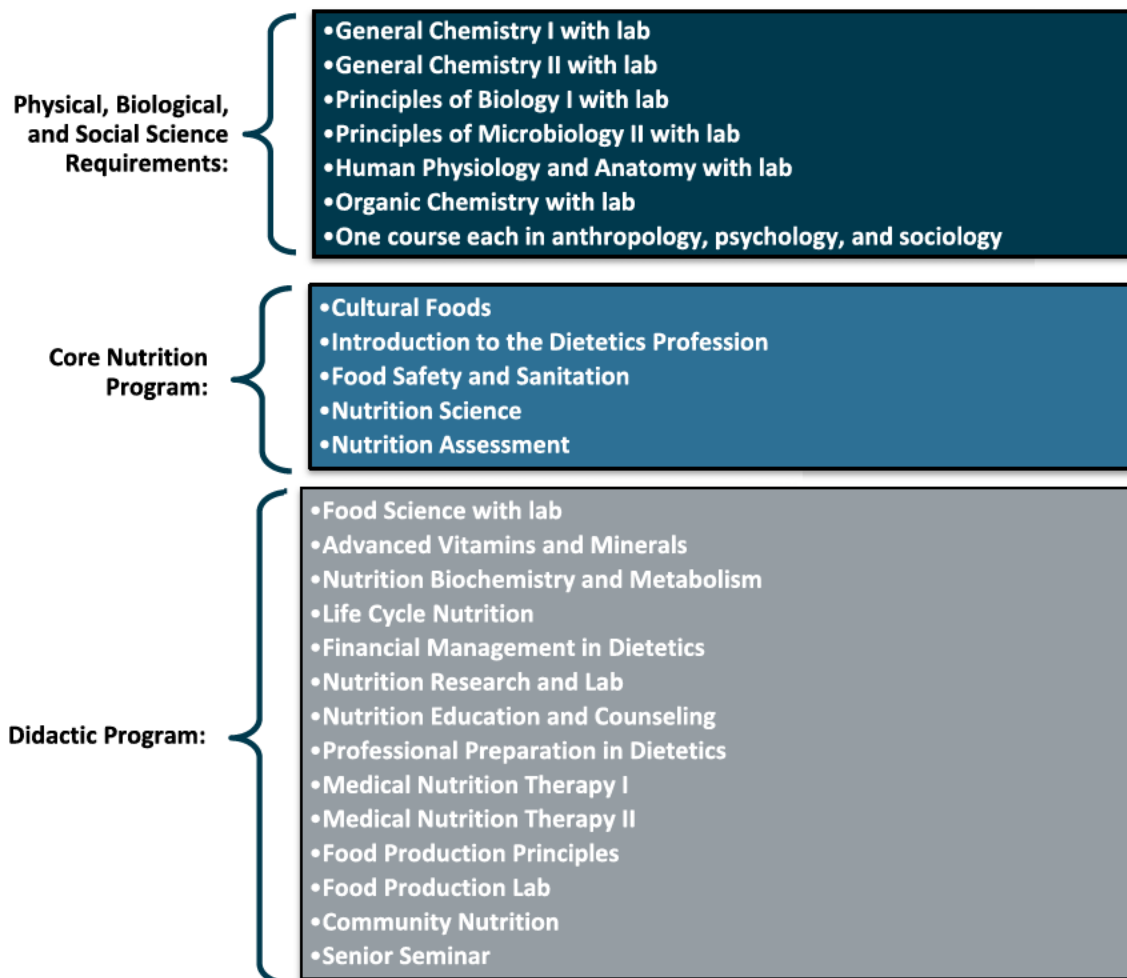 Physical, Biological,
and Social Science
Requirements:
•General Chemistry I with lab
•General Chemistry II with lab
•Principles of Biology I with lab
•Principles of Microbiology II with lab
•Human Physiology and Anatomy with lab
•Organic Chemistry with lab
•One course each in anthropology, psychology, and sociology
Core Nutrition
Program:
•Cultural Foods
•Introduction to the Dietetics Profession
•Food Safety and Sanitation
•Nutrition Science
•Nutrition Assessment
Didactic Program:
•Food Science with lab
•Advanced Vitamins and Minerals
•Nutrition Biochemistry and Metabolism
•Life Cycle Nutrition
•Financial Management in Dietetics
•Nutrition Research and Lab
•Nutrition Education and Counseling
•Professional Preparation in Dietetics
•Medical Nutrition Therapy I
•Medical Nutrition Therapy II
•Food Production Principles
•Food Production Lab
•Community Nutrition
•Senior Seminar